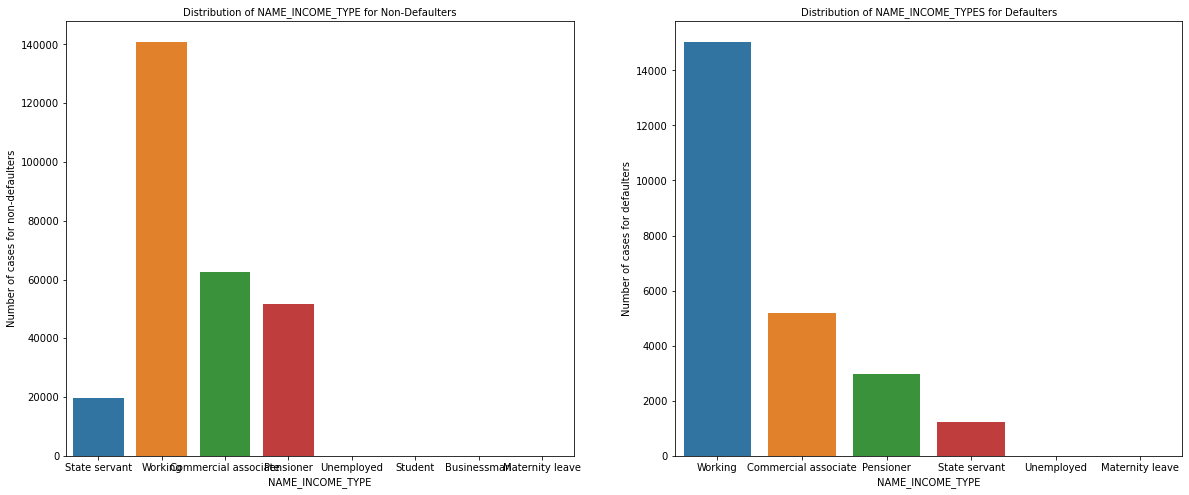 Distribution of NAME_INCOME_TYPE for Non-Defaulters
Number of cases for non-defaulters
140000
120000
100000
80000
60000
40000
20000
0
State servant Working Commercial associate Pensioner Unemployed Student Businessman Maternity leave
NAME_INCOME_TYPE
Distribution of NAME_INCOME_TYPES for Defaulters
Number of cases for defaulters
14000
12000
10000
8000
6000
4000
2000
0
Working Commercial associate Pensioner State servant Unemployed Maternity leave
NAME_INCOME_TYPE